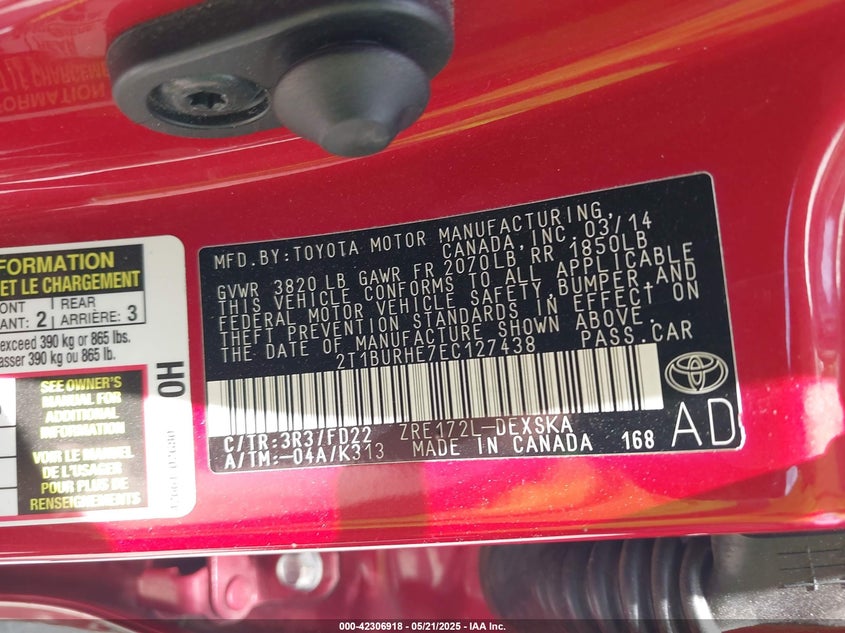 MFD. BY:TOYOTA MOTOR MANUFACTURING,
CANADA, INC. 03/14
GVWR 3820 LB GAWR FR 2070LB RR 1850LB
THIS VEHICLE CONFORMS TO ALL APPLICABLE
FEDERAL MOTOR VEHICLE SAFETY, BUMPER, AND
THEFT PREVENTION STANDARDS IN EFFECT ON
THE DATE OF MANUFACTURE SHOWN ABOVE.
2T1BURHE7EC127438 PASS.CAR
C/TR:3R3/FD22 ZRE172L-DEXSKA
A/TM:-04A/K313 MADE IN CANADA 168
AD
TOYOTA
FORMATION
ET LE CHARGEMENT
ONT REAR
ANT: 2 ARRIÈRE: 3
exceed 390 kg or 865 lbs.
asser 390 kg ou 865 lb.
SEE OWNER'S
MANUAL FOR
ADDITIONAL
INFORMATION
VOIR LE MANUEL
DE L'USAGER
POUR PLUS DE
RENSEIGNEMENTS
H0
000-42306918 - 05/21/2025 - IAA Inc.